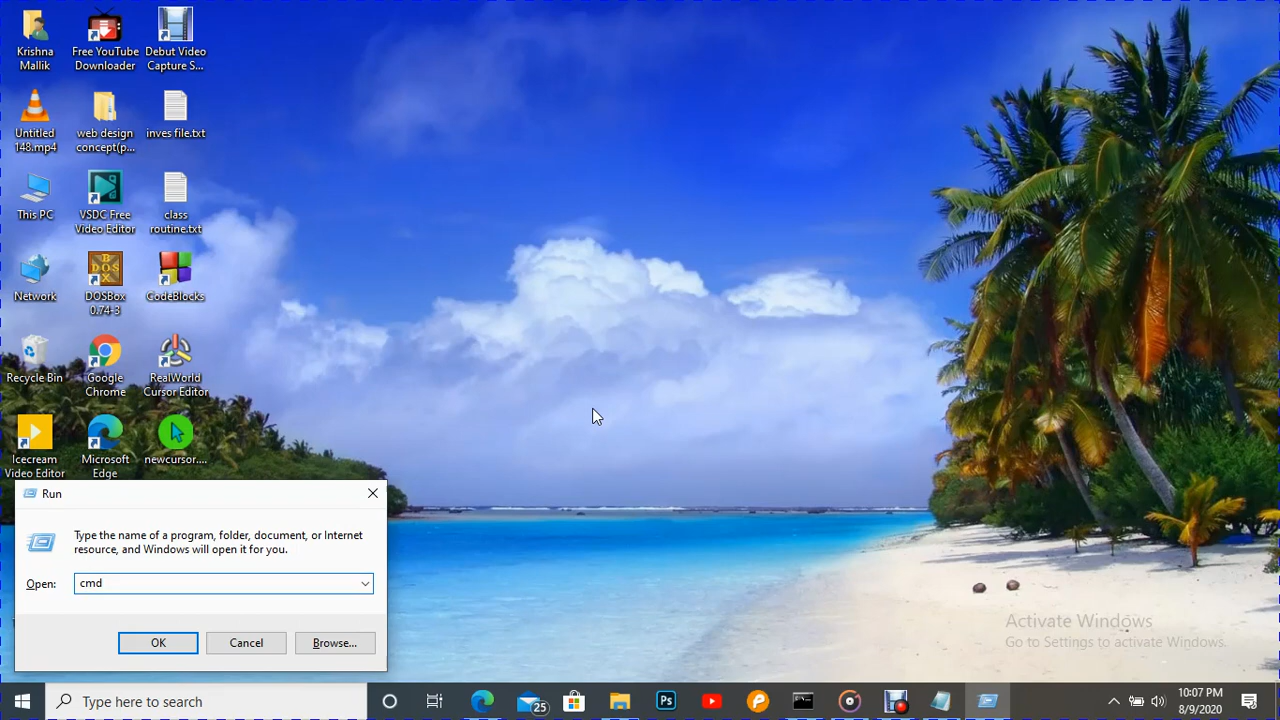 Krishna
Mallik
Free YouTube
Downloader
Debut Video
Capture S...
Untitled
148.mp4
web design
concept(p...
inves file.txt
This PC
VSDC Free
Video Editor
class
routine.txt
Network
DOSBox
0.74-3
CodeBlocks
Recycle Bin
Google
Chrome
RealWorld
Cursor Editor
Icecream
Video Editor
Microsoft
Edge
newcursor....
Run
Type the name of a program, folder, document, or Internet
resource, and Windows will open it for you.
Open:
cmd
OK
Cancel
Browse...
Activate Windows
Go to Settings to activate Windows.
Type here to search
25
Ps
10:07 PM
8/9/2020